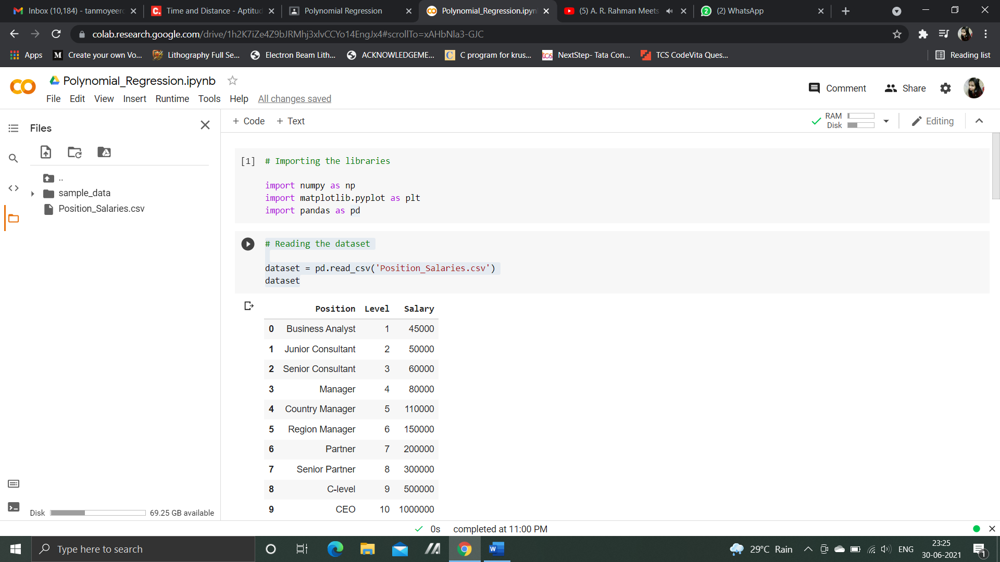 Inbox (10,184) - tanmoyeerc
Time and Distance - Aptitud
Polynomial Regression
Polynomial_Regression.ipyn
(5) A. R. Rahman Meets
(2) WhatsApp
colab.research.google.com/drive/1h2K7iZe4Z9bJRMhj3xlvCCYo14EngJx4#scrollTo=xAHbNla3-GJC
Apps
M Create your own Vo...
Lithography Full Se...
Electron Beam Lith...
ACKNOWLEDGEME...
C C program for krus...
tcs NextStep- Tata Con...
TCS CodeVita Ques...
Reading list
Polynomial_Regression.ipynb
Comment
Share
File Edit View Insert Runtime Tools Help All changes saved
Files
+ Code + Text
RAM
Disk
Editing
..
sample_data
Position_Salaries.csv
[1] # Importing the libraries
import numpy as np
import matplotlib.pyplot as plt
import pandas as pd
# Reading the dataset
dataset = pd.read_csv('Position_Salaries.csv')
dataset
Position Level Salary
0 Business Analyst 1 45000
1 Junior Consultant 2 50000
2 Senior Consultant 3 60000
3 Manager 4 80000
4 Country Manager 5 110000
5 Region Manager 6 150000
6 Partner 7 200000
7 Senior Partner 8 300000
8 C-level 9 500000
9 CEO 10 1000000
Disk 69.25 GB available
0s completed at 11:00 PM
Type here to search
29°C Rain
ENG
23:25
30-06-2021
1